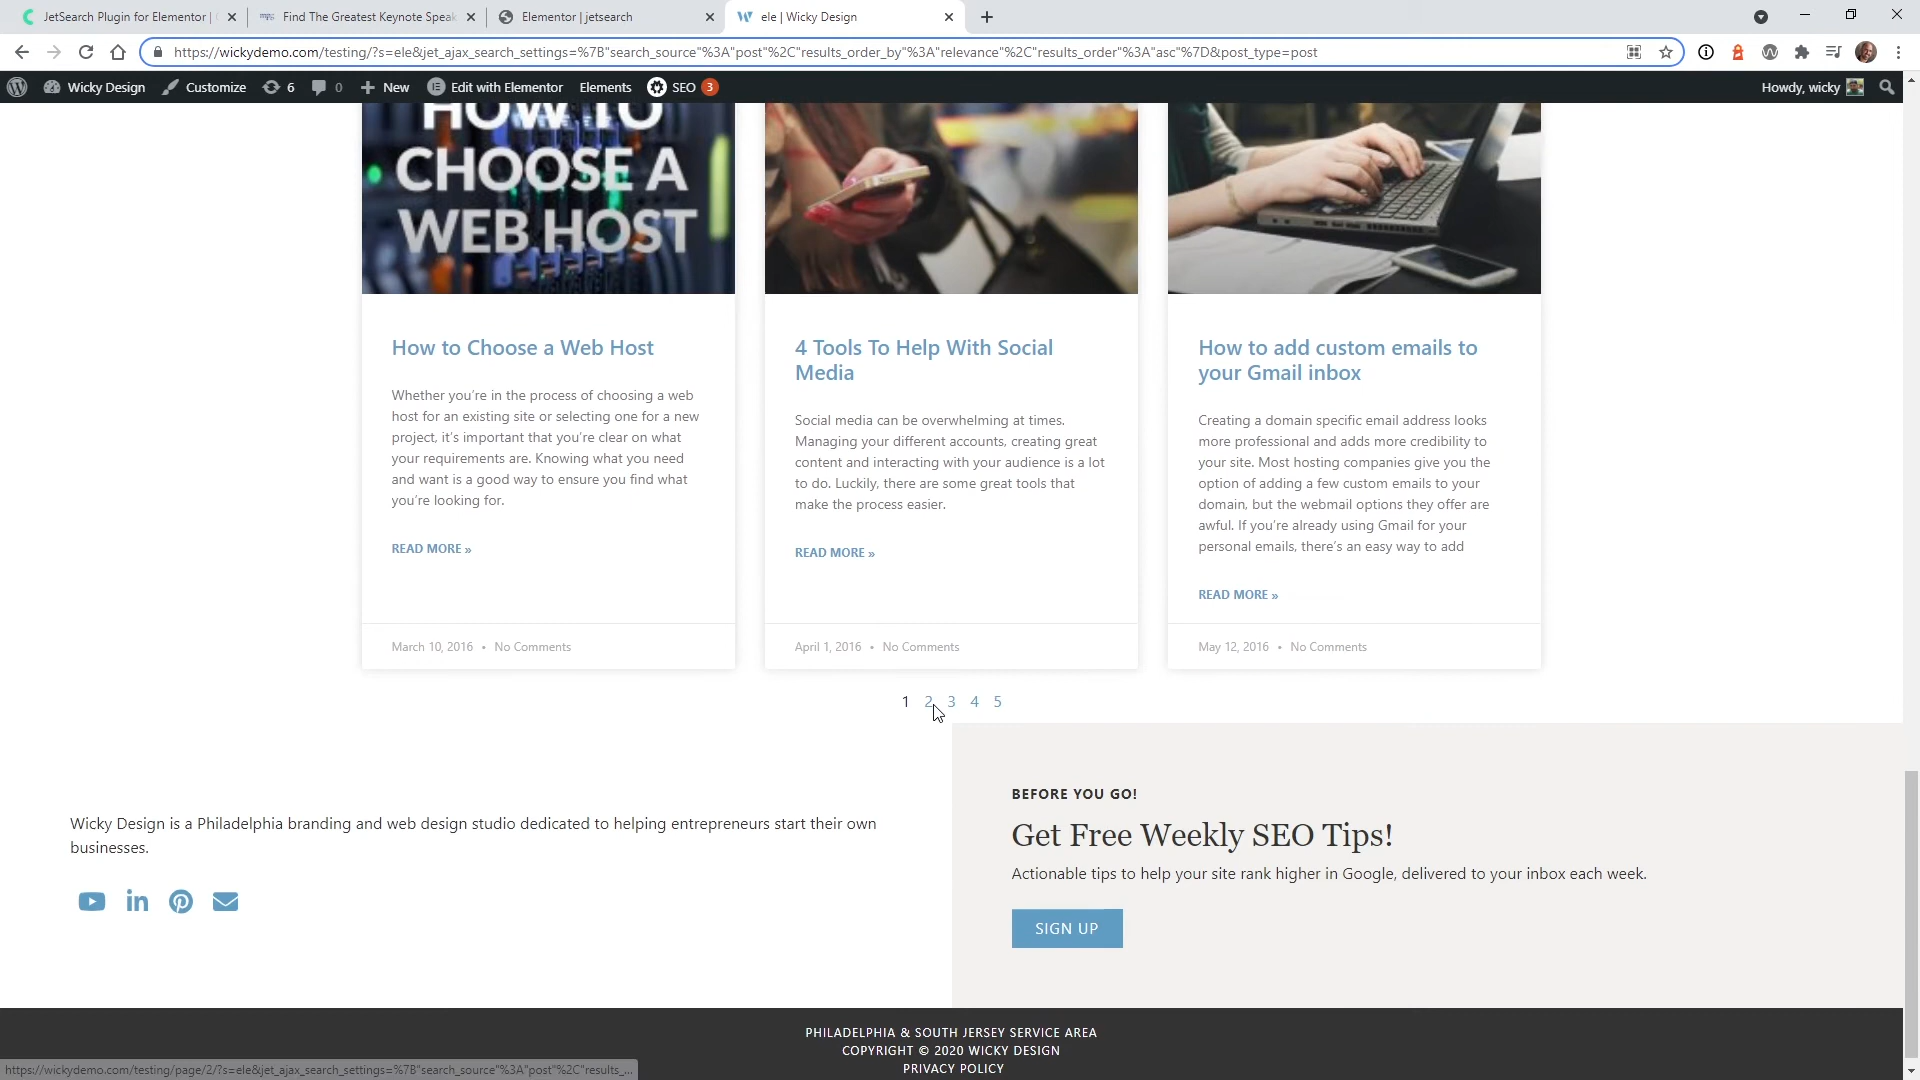 JetSearch Plugin for Elementor |
Find The Greatest Keynote Speak
Elementor | jetsearch
ele | Wicky Design
https://wickydemo.com/testing/?s=ele&jet_ajax_search_settings=%7B"search_source"%3A"post"%2C"results_order_by"%3A"relevance"%2C"results_order"%3A"asc"%7D&post_type=post
Wicky Design
Customize
6
0
New
Edit with Elementor
Elements
SEO 3
Howdy, wicky
HOW TO
CHOOSE A
WEB HOST
How to Choose a Web Host
Whether you're in the process of choosing a web
host for an existing site or selecting one for a new
project, it's important that you're clear on what
your requirements are. Knowing what you need
and want is a good way to ensure you find what
you're looking for.
READ MORE »
March 10, 2016 • No Comments
4 Tools To Help With Social
Media
Social media can be overwhelming at times.
Managing your different accounts, creating great
content and interacting with your audience is a lot
to do. Luckily, there are some great tools that
make the process easier.
READ MORE »
April 1, 2016 • No Comments
How to add custom emails to
your Gmail inbox
Creating a domain specific email address looks
more professional and adds more credibility to
your site. Most hosting companies give you the
option of adding a few custom emails to your
domain, but the webmail options they offer are
awful. If you're already using Gmail for your
personal emails, there's an easy way to add
READ MORE »
May 12, 2016 • No Comments
1 2 3 4 5
Wicky Design is a Philadelphia branding and web design studio dedicated to helping entrepreneurs start their own
businesses.
BEFORE YOU GO!
Get Free Weekly SEO Tips!
Actionable tips to help your site rank higher in Google, delivered to your inbox each week.
SIGN UP
PHILADELPHIA & SOUTH JERSEY SERVICE AREA
COPYRIGHT © 2020 WICKY DESIGN
PRIVACY POLICY
https://wickydemo.com/testing/page/2/?s=ele&jet_ajax_search_settings=%7B"search_source"%3A"post"%2C"results_...